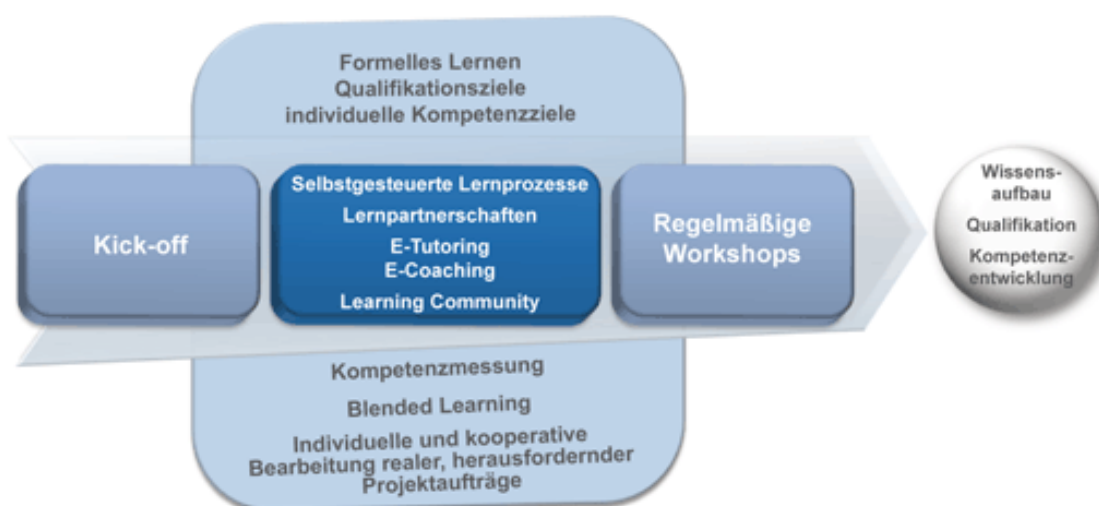 Formelles Lernen
Qualifikationsziele
individuelle Kompetenzziele
Kick-off
Selbstgesteuerte Lernprozesse
Lernpartnerschaften
E-Tutoring
E-Coaching
Learning Community
Regelmäßige
Workshops
Wissens-
aufbau
Qualifikation
Kompetenz-
entwicklung
Kompetenzmessung
Blended Learning
Individuelle und kooperative
Bearbeitung realer, herausfordernder
Projektaufträge